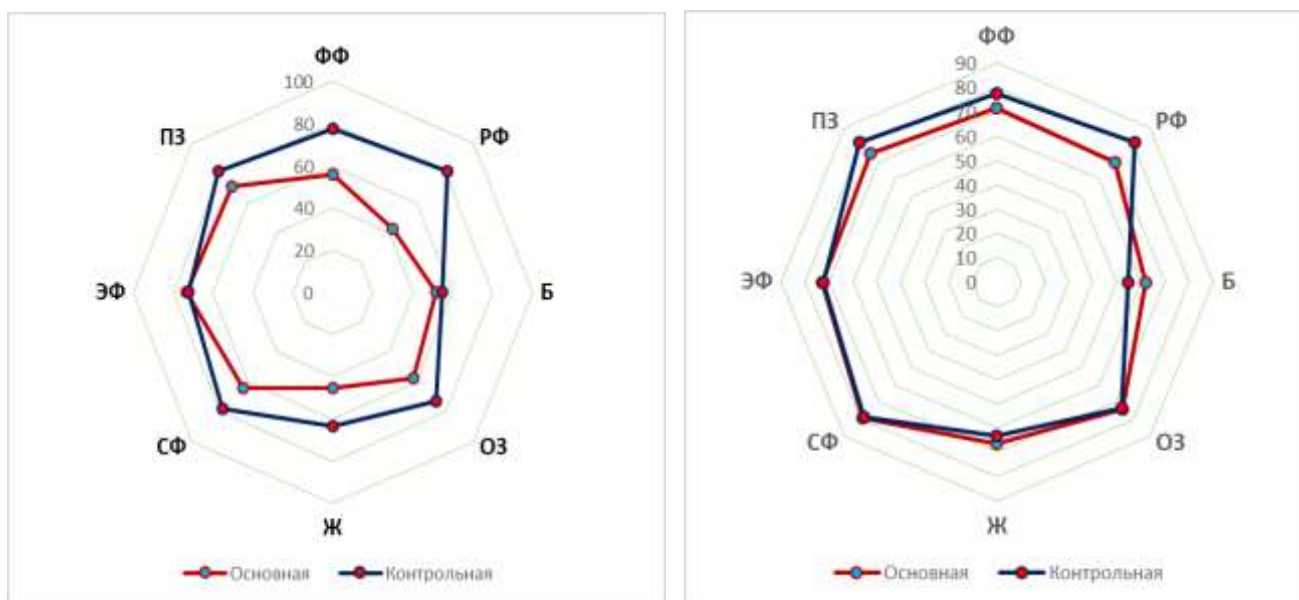 ФФ
100
80
60
40
20
0
ПЗ
РФ
ЭФ
Б
СФ
ОЗ
Ж
Основная
Контрольная
ФФ
90
80
70
60
50
40
30
20
10
0
ПЗ
РФ
ЭФ
Б
СФ
ОЗ
Ж
Основная
Контрольная